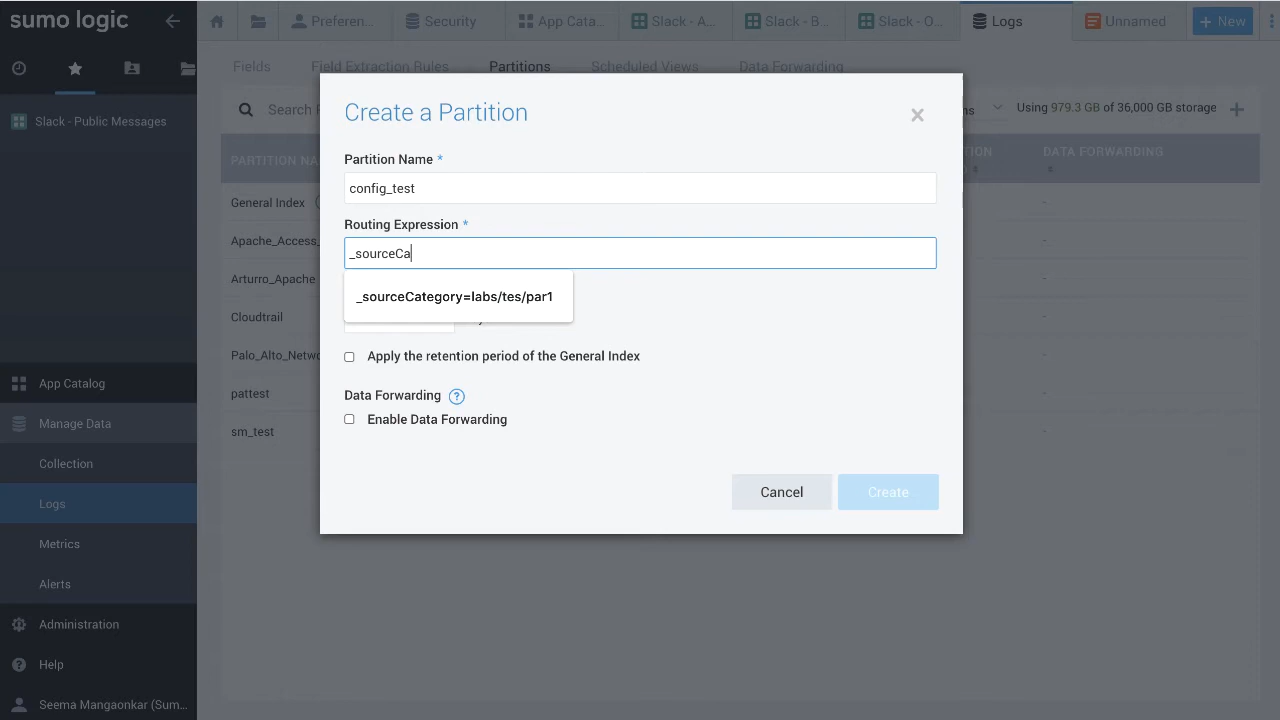 sumo logic
Preferen...
Security
App Cata...
Slack - A...
Slack - B...
Slack - O...
Logs
Unnamed
+ New
Fields
Field Extraction Rules
Partitions
Scheduled Views
Data Forwarding
Slack - Public Messages
Search
Using 979.3 GB of 36,000 GB storage
PARTITION
DATA FORWARDING
General Index
Apache_Access_
Arturro_Apache
Cloudtrail
Palo_Alto_Netwo
pattest
sm_test
Create a Partition
Partition Name *
config_test
Routing Expression *
_sourceCa
_sourceCategory=labs/tes/par1
Apply the retention period of the General Index
Data Forwarding ?
Enable Data Forwarding
Cancel
Create
App Catalog
Manage Data
Collection
Logs
Metrics
Alerts
Administration
Help
Seema Mangaonkar (Sum...